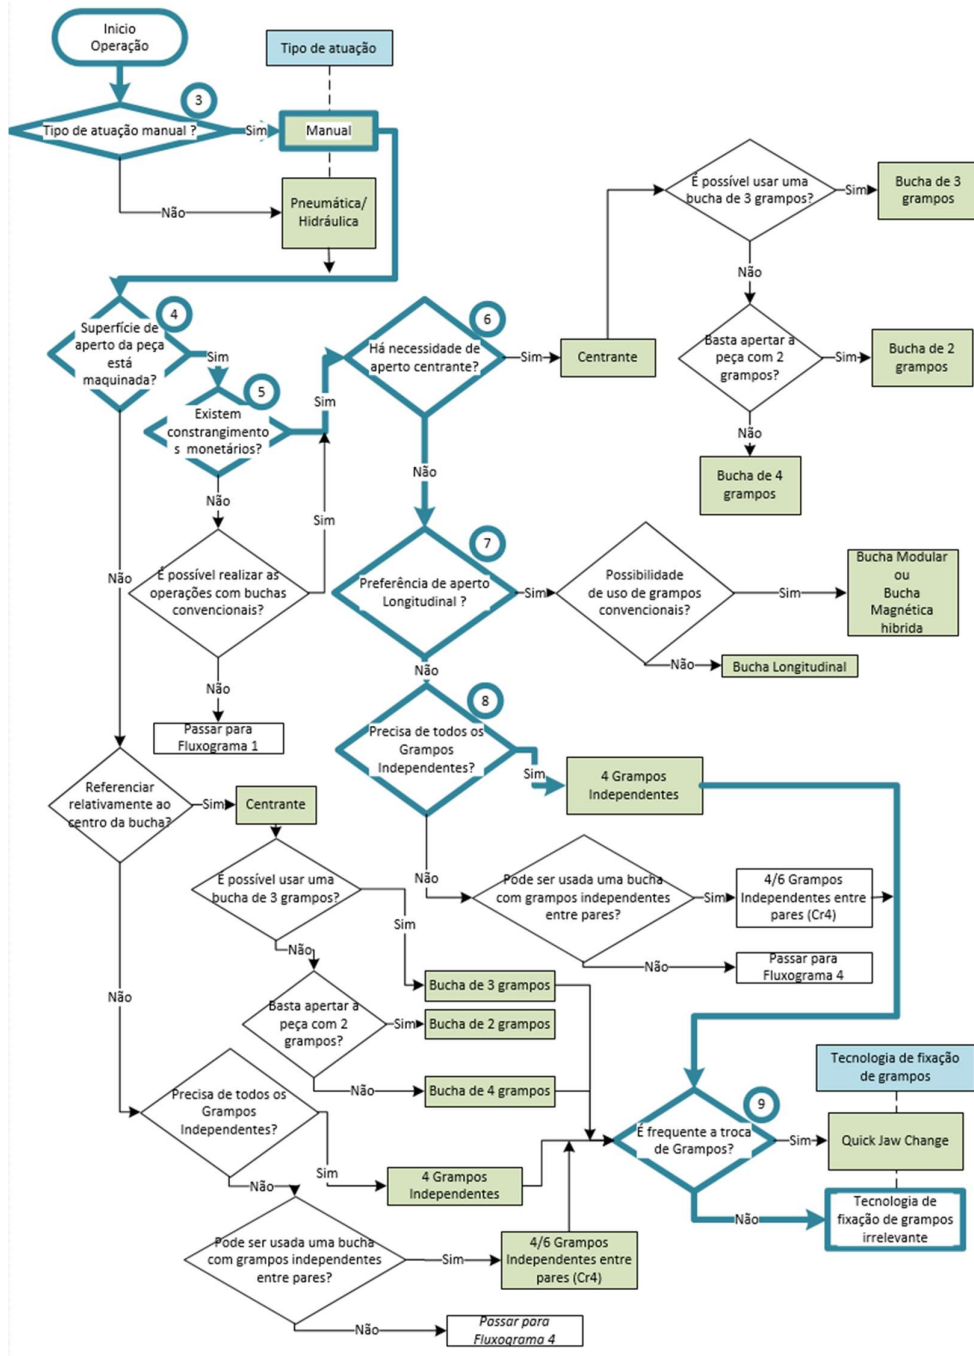 Inicio
Operação
Tipo de atuação
3
Tipo de atuação manual ?
Sim
Manual
Não
Pneumática/
Hidráulica
É possível usar uma
bucha de 3 grampos?
Sim
Bucha de 3
grampos
Não
4
Superfície de
aperto da peça
está
maquinada?
Sim
5
Existem
constrangimento
s monetários?
Sim
6
Há necessidade de
aperto centrante?
Sim
Centrante
Basta apertar a
peça com 2
grampos?
Sim
Bucha de 2
grampos
Não
Bucha de 4
grampos
Não
Não
Sim
É possível realizar as
operações com buchas
convencionais?
Não
Passar para
Fluxograma 1
Não
7
Preferência de aperto
Longitudinal ?
Sim
Possibilidade
de uso de grampos
convencionais?
Sim
Bucha Modular
ou
Bucha
Magnética
hibrida
Não
Bucha Longitudinal
Não
8
Precisa de todos os
Grampos
Independentes?
Sim
4 Grampos
Independentes
Não
Pode ser usada uma bucha
com grampos independentes
entre pares?
Sim
4/6 Grampos
Independentes entre
pares (Cr4)
Não
Passar para
Fluxograma 4
Referenciar
relativamente ao
centro da bucha?
Sim
Centrante
É possível usar uma
bucha de 3 grampos?
Sim
Não
Bucha de 3 grampos
Basta apertar a
peça com 2
grampos?
Sim
Bucha de 2 grampos
Não
Bucha de 4 grampos
Não
Precisa de todos os
Grampos
Independentes?
Sim
4 Grampos
Independentes
Não
Pode ser usada uma bucha
com grampos independentes
entre pares?
Sim
4/6 Grampos
Independentes entre
pares (Cr4)
Não
Passar para
Fluxograma 4
Tecnologia de fixação
de grampos
9
É frequente a troca
de Grampos?
Sim
Quick Jaw Change
Não
Tecnologia de
fixação de grampos
irrelevante